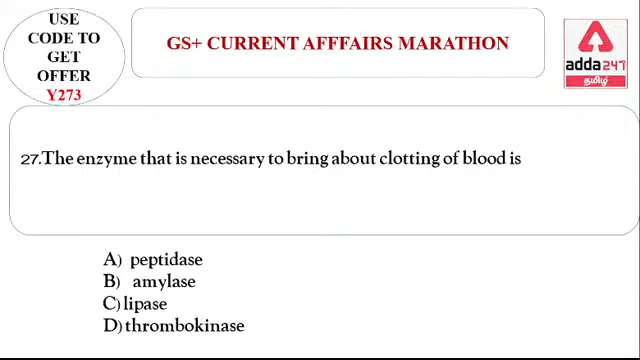 USE
CODE TO
GET
OFFER
Y273
GS+ CURRENT AFFFAIRS MARATHON
adda247
தமிழ்
27.The enzyme that is necessary to bring about clotting of blood is
A) peptidase
B) amylase
C) lipase
D) thrombokinase